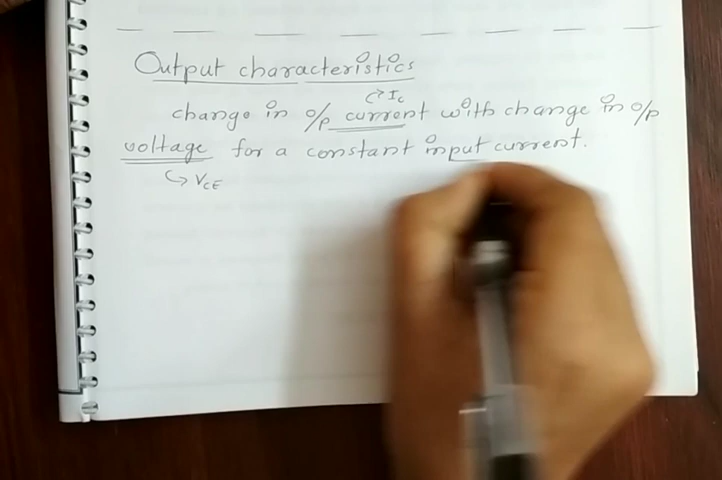 Output characteristics
↪ Ic
change in o/p current with change in o/p
voltage for a constant input current.
↪ VCE